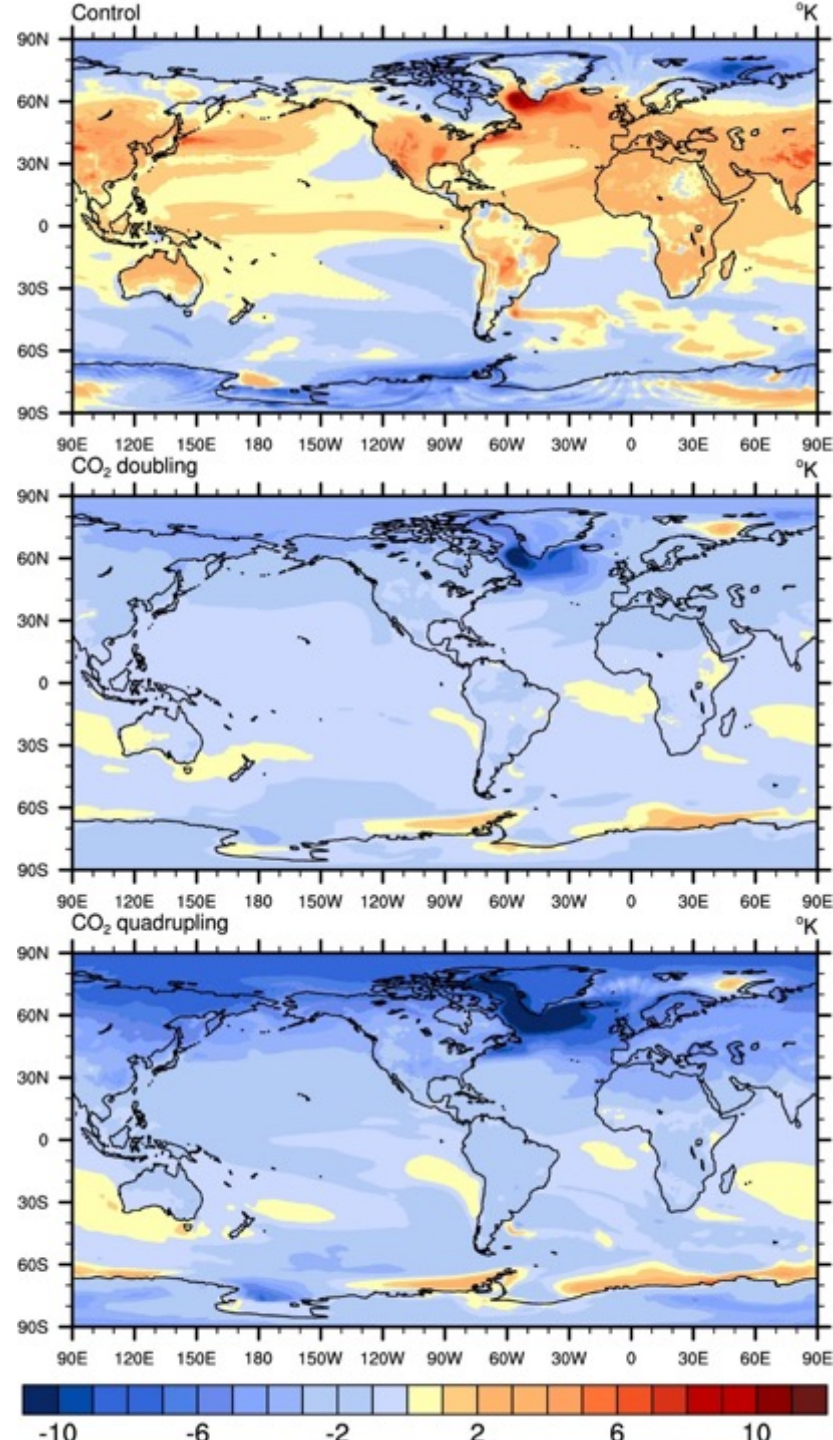 Control °K
90N
60N
30N
0
30S
60S
90S
90E 120E 150E 180 150W 120W 90W 60W 30W 0 30E 60E 90E
CO₂ doubling °K
90N
60N
30N
0
30S
60S
90S
90E 120E 150E 180 150W 120W 90W 60W 30W 0 30E 60E 90E
CO₂ quadrupling °K
90N
60N
30N
0
30S
60S
90S
90E 120E 150E 180 150W 120W 90W 60W 30W 0 30E 60E 90E
-10 -6 -2 2 6 10